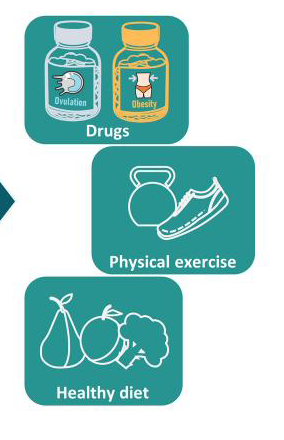 Ovulation
Obesity
Drugs
Physical exercise
Healthy diet